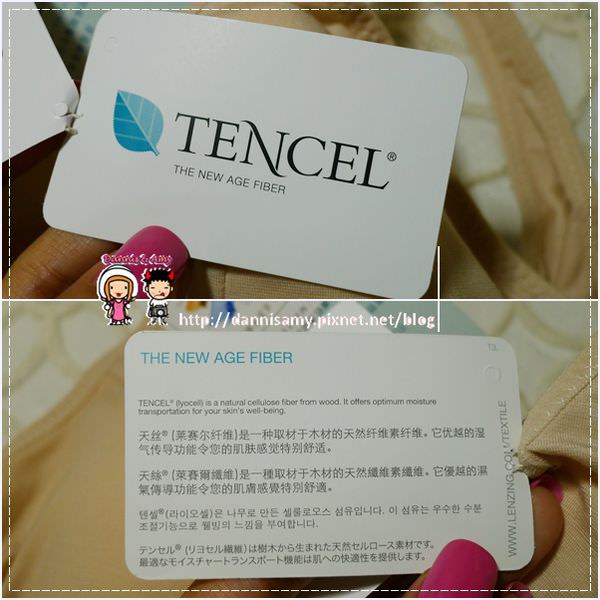 TENCEL®
THE NEW AGE FIBER
Dannis & Amy
http://dannisamy.pixnet.net/blog
THE NEW AGE FIBER
TENCEL® (lyocell) is a natural cellulose fiber from wood. It offers optimum moisture
transportation for your skin's well-being.
天丝® (莱赛尔纤维)是一种取材于木材的天然纤维素纤维。它优越的湿
气传导功能令您的肌肤感觉特别舒适。
天絲® (萊賽爾纖維)是一種取材于木材的天然纖維素纖維。它優越的濕
氣傳導功能令您的肌膚感覺特別舒適。
텐셀®(라이오셀)은 나무로 만든 셀룰로오스 섬유입니다. 이 섬유는 우수한 수분
조절기능으로 웰빙의 느낌을 부여합니다.
テンセル® (リヨセル繊維)は樹木から生まれた天然セルロース素材です。
最適なモイスチャートランスポート機能は肌への快適性を提供します。
WWW.LENZING.COM/TEXTILE